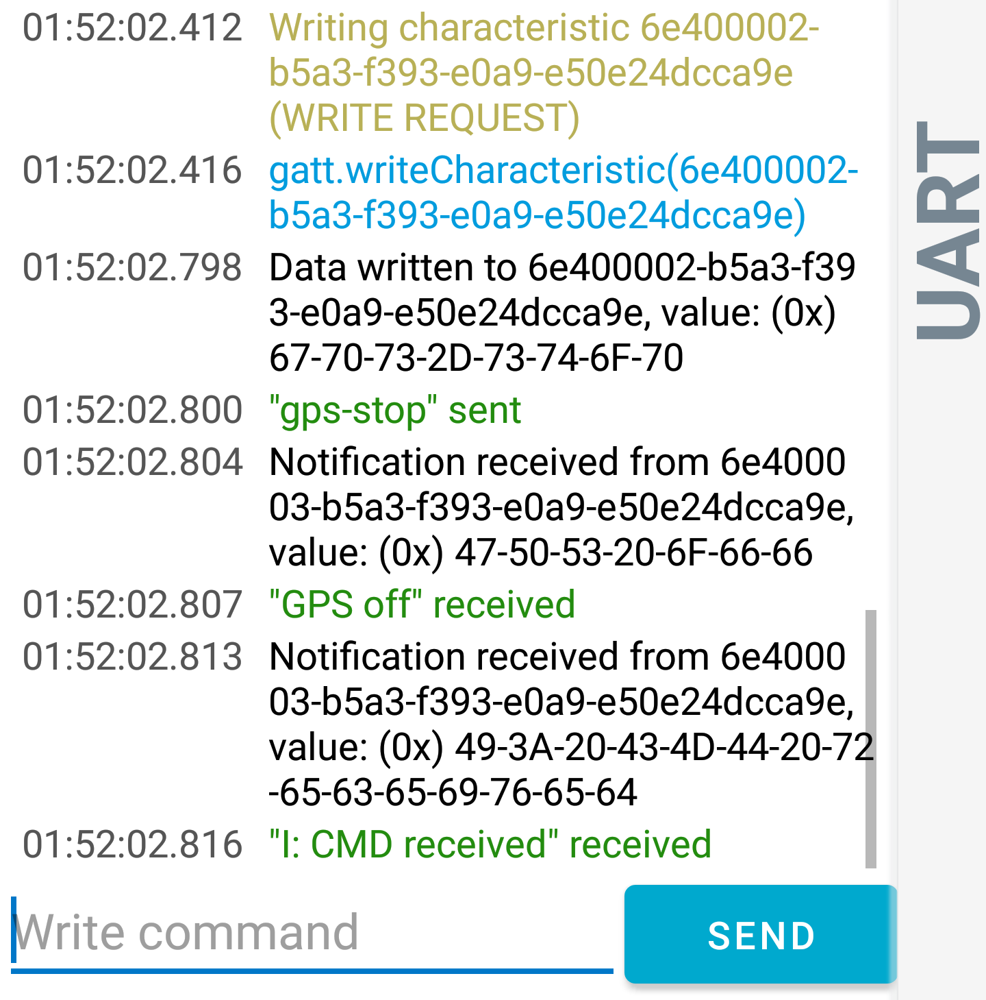 01:52:02.412 Writing characteristic 6e400002-
b5a3-f393-e0a9-e50e24dcca9e
(WRITE REQUEST)
01:52:02.416 gatt.writeCharacteristic(6e400002-
b5a3-f393-e0a9-e50e24dcca9e)
01:52:02.798 Data written to 6e400002-b5a3-f39
3-e0a9-e50e24dcca9e, value: (0x)
67-70-73-2D-73-74-6F-70
01:52:02.800 "gps-stop" sent
01:52:02.804 Notification received from 6e4000
03-b5a3-f393-e0a9-e50e24dcca9e,
value: (0x) 47-50-53-20-6F-66-66
01:52:02.807 "GPS off" received
01:52:02.813 Notification received from 6e4000
03-b5a3-f393-e0a9-e50e24dcca9e,
value: (0x) 49-3A-20-43-4D-44-20-72
-65-63-65-69-76-65-64
01:52:02.816 "I: CMD received" received
Write command
SEND
UART